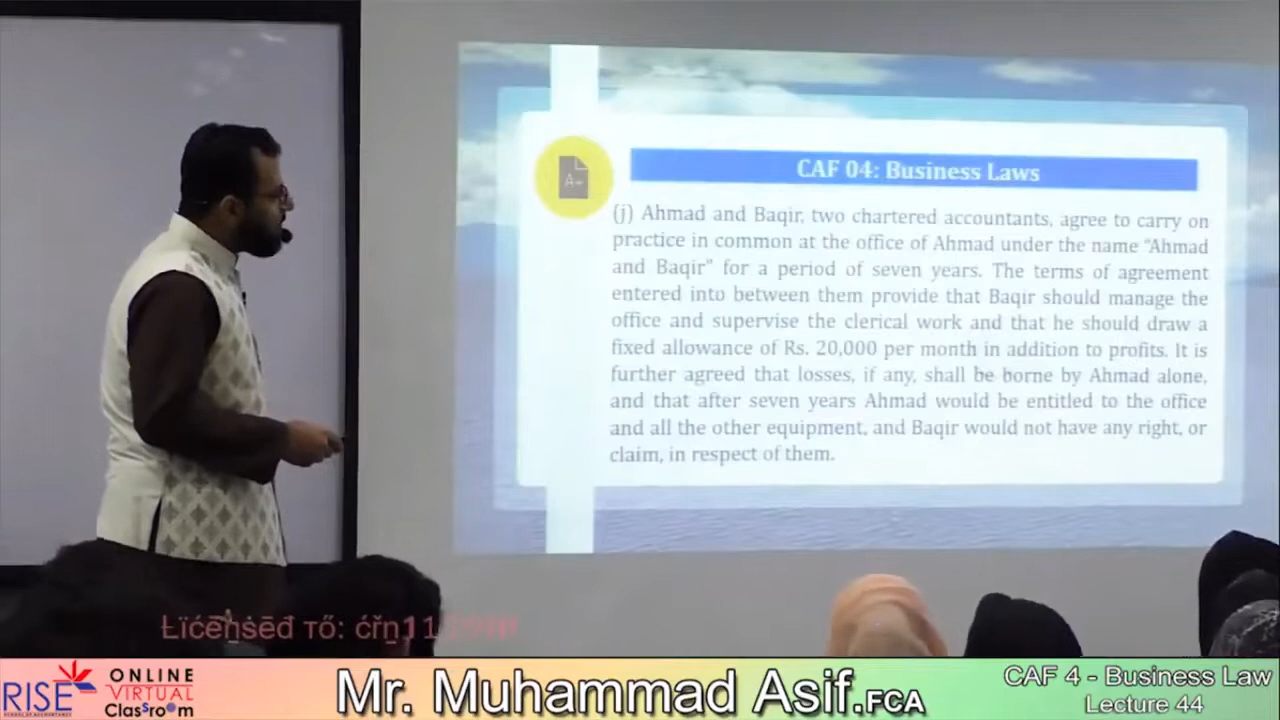 CAF 04: Business Laws
A+
(j) Ahmad and Baqir, two chartered accountants, agree to carry on
practice in common at the office of Ahmad under the name “Ahmad
and Baqir” for a period of seven years. The terms of agreement
entered into between them provide that Baqir should manage the
office and supervise the clerical work and that he should draw a
fixed allowance of Rs. 20,000 per month in addition to profits. It is
further agreed that losses, if any, shall be borne by Ahmad alone,
and that after seven years Ahmad would be entitled to the office
and all the other equipment, and Baqir would not have any right, or
claim, in respect of them.
Łïćēṉṡēđ тő: ćřṉ11
RISE
ONLINE
VIRTUAL
ClassRoom
Mr. Muhammad Asif.FCA
CAF 4 - Business Law
Lecture 44